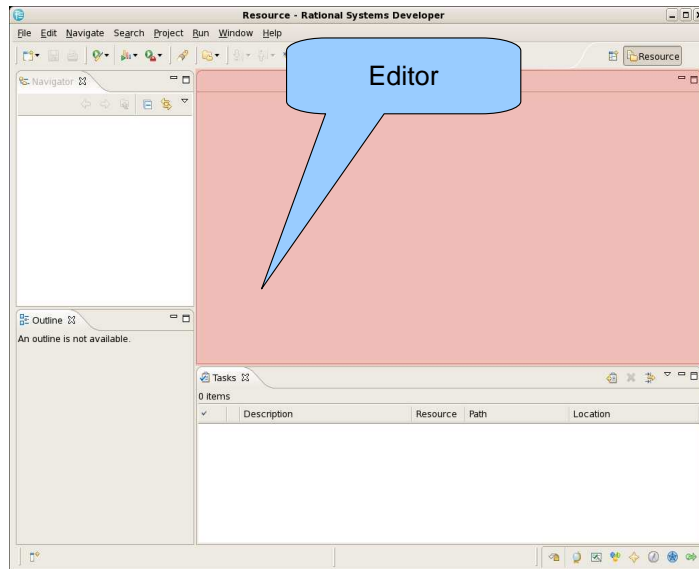 Resource - Rational Systems Developer
File Edit Navigate Search Project Run Window Help
Resource
Navigator
Editor
Outline
An outline is not available.
Tasks
0 items
Description Resource Path Location